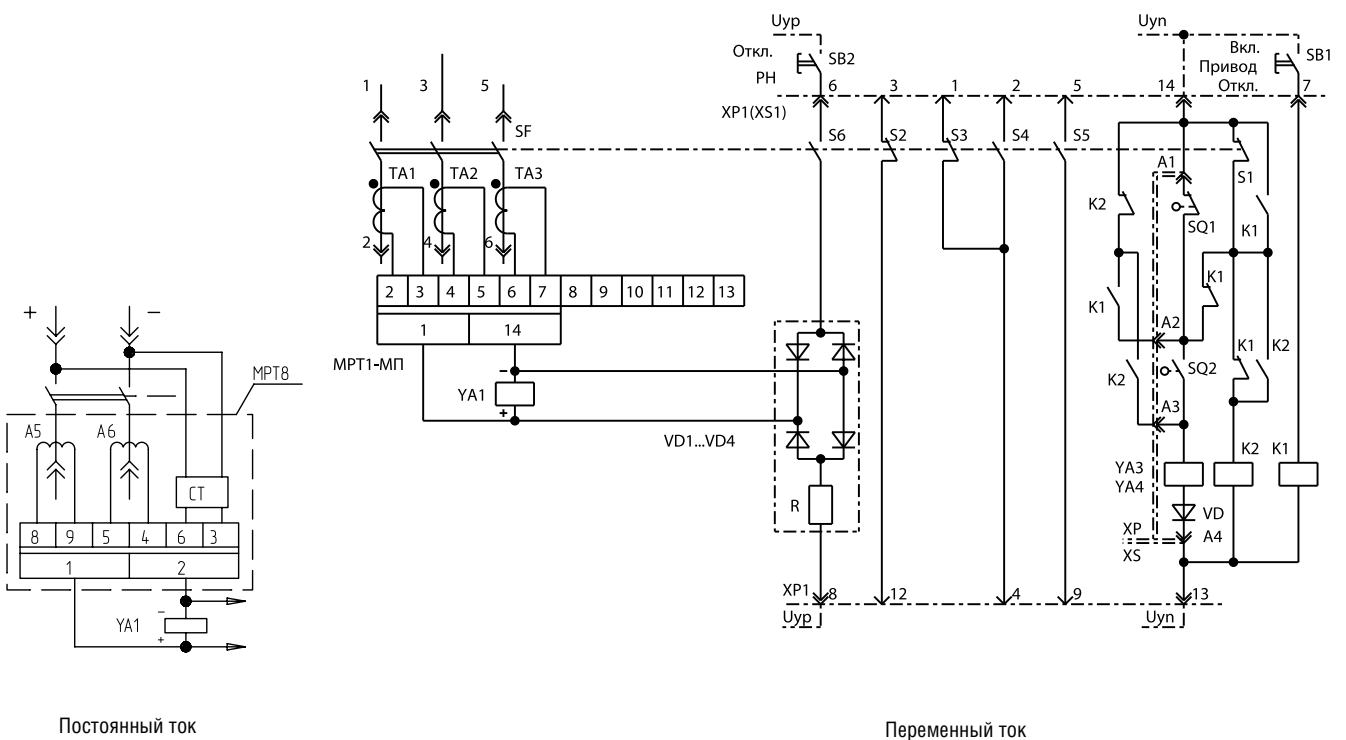 Uyp
Uyn
Откл.
SB2
Вкл.
SB1
Привод
РН
Откл.
1 3 5
6 3 1 2 5 14 7
XP1(XS1)
SF
S6 S2 S3 S4 S5
A1
S1
TA1 TA2 TA3
K2
SQ1
K1
2 4 6
K1
K1
2 3 4 5 6 7 8 9 10 11 12 13
1 14
A2
+ −
МРТ1-МП
K1 K2
МРТ8
−
YA1
+
K2
SQ2
A3
A5 A6
VD1...VD4
YA3
YA4
K2 K1
СТ
R
VD
8 9 5 4 6 3
XP
A4
XS
1 2
XP1
8 12 4 9 13
−
YA1
+
Uyp
Uyn
Постоянный ток
Переменный ток